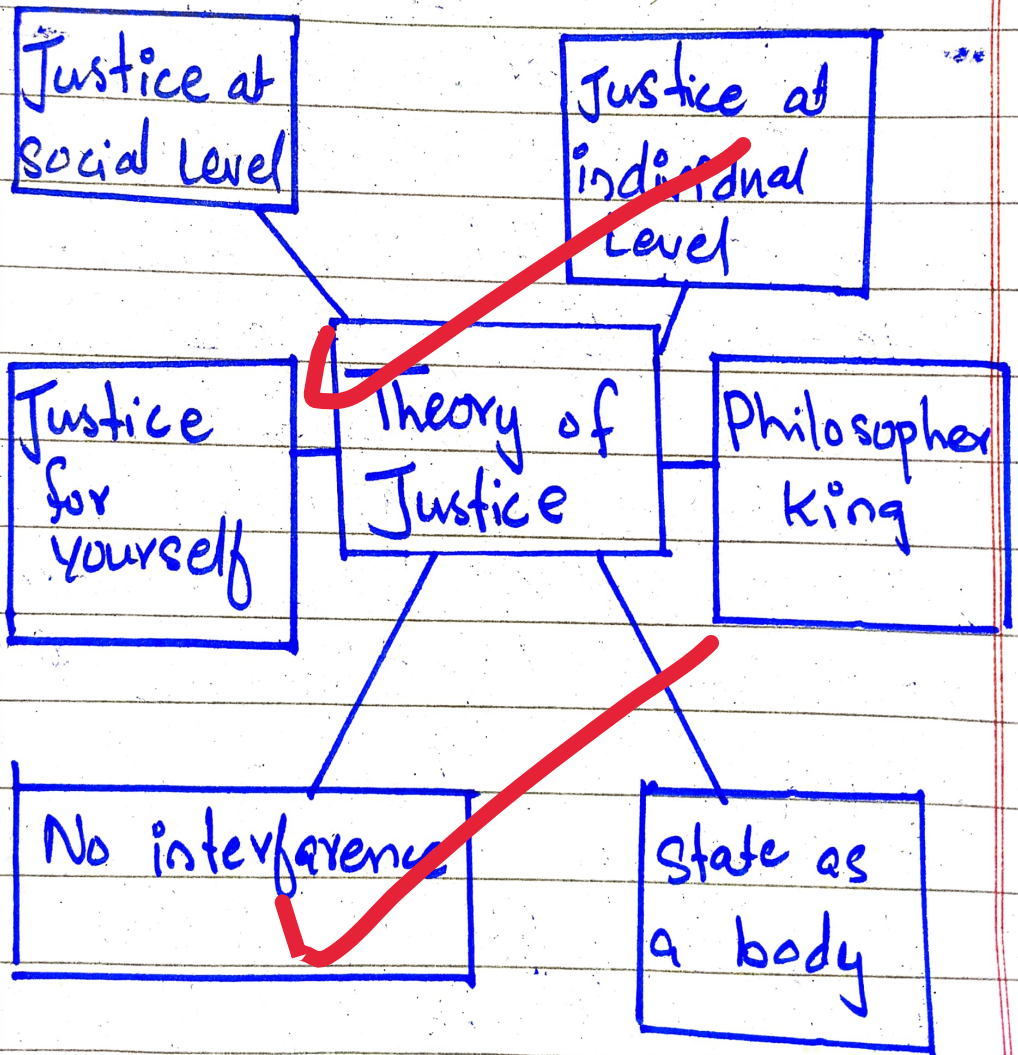 Justice at
social Level
Justice at
individual
Level
Justice
for
yourself
Theory of
Justice
Philosopher
king
No interfarence
State as
a body